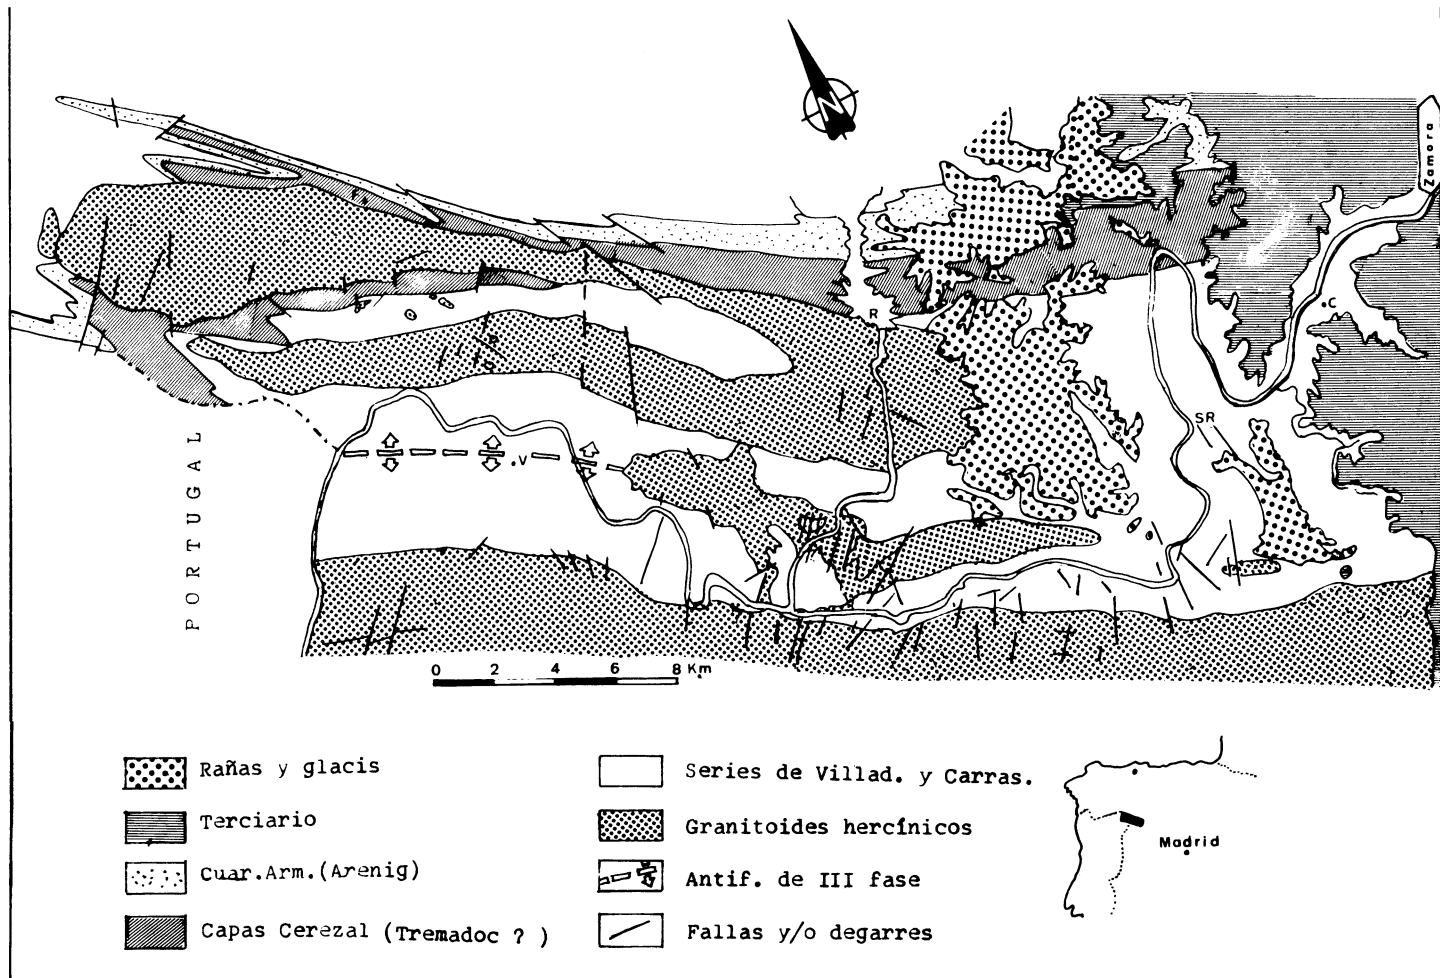 N
Zamora
.C
R
SR
.V
PORTUGAL
0 2 4 6 8 Km
Rañas y glacis
Terciario
Cuar.Arm.(Arenig)
Capas Cerezal (Tremadoc ? )
Series de Villad. y Carras.
Granitoides hercínicos
Antif. de III fase
Fallas y/o degarres
Madrid